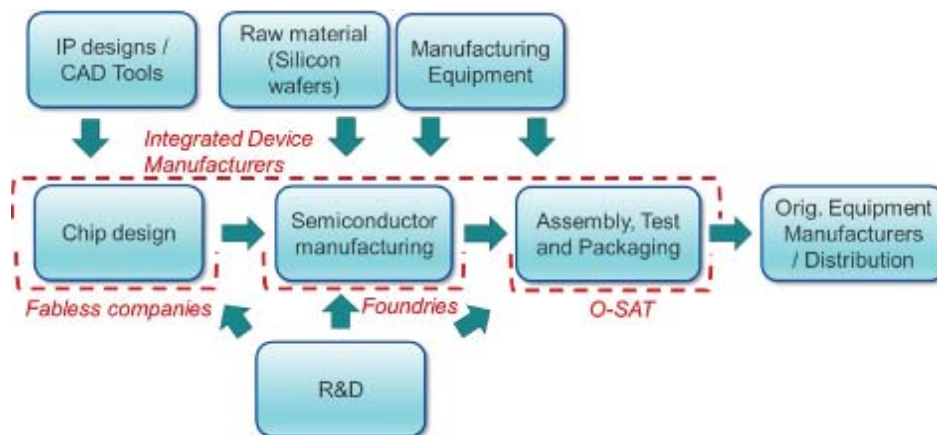 IP designs /
CAD Tools
Raw material
(Silicon
wafers)
Manufacturing
Equipment
Integrated Device
Manufacturers
Chip design
Semiconductor
manufacturing
Assembly, Test
and Packaging
Orig. Equipment
Manufacturers
/ Distribution
Fabless companies
Foundries
O-SAT
R&D